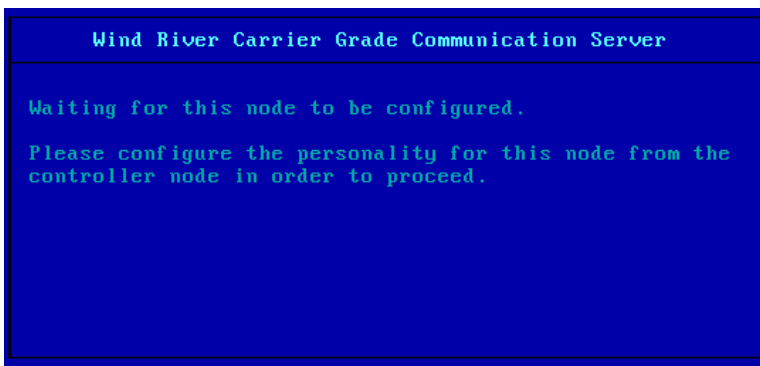 Wind River Carrier Grade Communication Server
Waiting for this node to be configured.
Please configure the personality for this node from the
controller node in order to proceed.